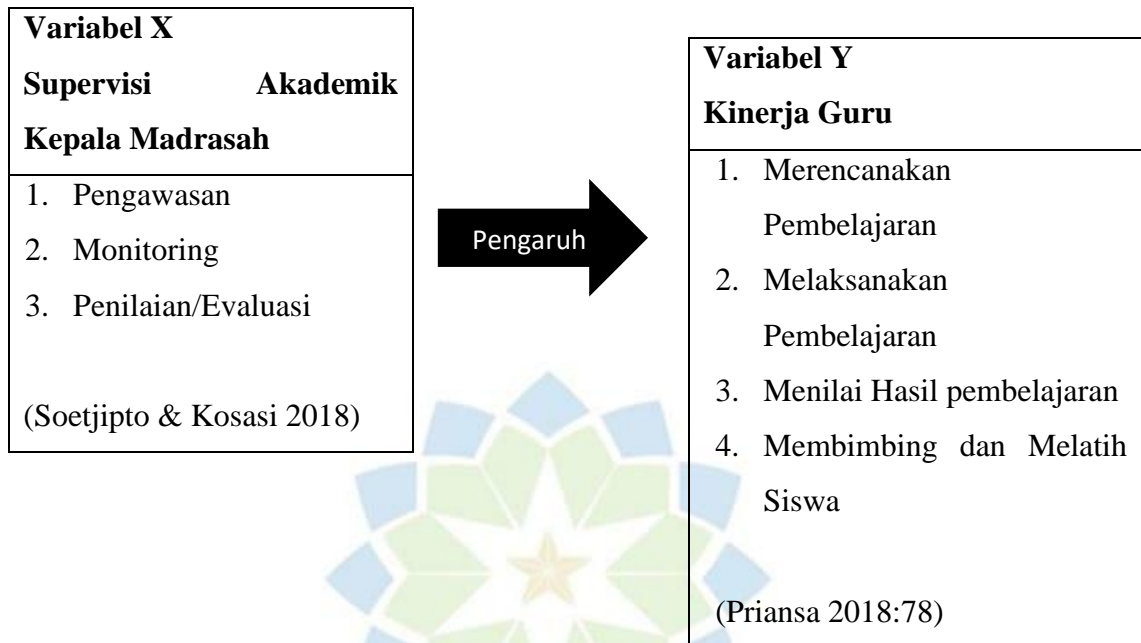 Variabel X
Supervisi Akademik
Kepala Madrasah
1. Pengawasan
2. Monitoring
3. Penilaian/Evaluasi
(Soetjipto & Kosasi 2018)
Pengaruh
Variabel Y
Kinerja Guru
1. Merencanakan
Pembelajaran
2. Melaksanakan
Pembelajaran
3. Menilai Hasil pembelajaran
4. Membimbing dan Melatih
Siswa
(Priansa 2018:78)